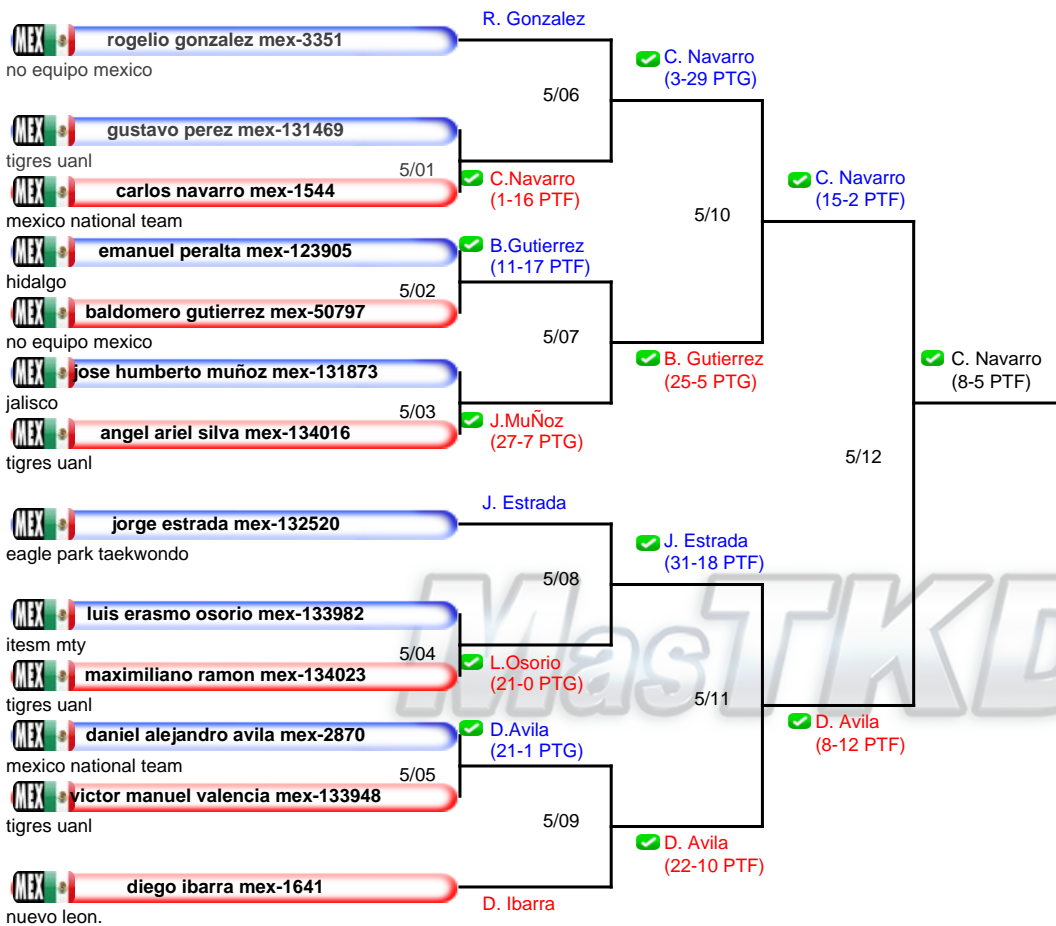 R. Gonzalez
MEX rogelio gonzalez mex-3351
no equipo mexico
C. Navarro
(3-29 PTG)
5/06
MEX gustavo perez mex-131469
tigres uanl
5/01
C.Navarro
(1-16 PTF)
MEX carlos navarro mex-1544
mexico national team
C. Navarro
(15-2 PTF)
5/10
MEX emanuel peralta mex-123905
hidalgo
B.Gutierrez
(11-17 PTF)
5/02
MEX baldomero gutierrez mex-50797
no equipo mexico
5/07
B. Gutierrez
(25-5 PTG)
MEX jose humberto muñoz mex-131873
jalisco
5/03
J.MuÑoz
(27-7 PTG)
MEX angel ariel silva mex-134016
tigres uanl
C. Navarro
(8-5 PTF)
5/12
J. Estrada
MEX jorge estrada mex-132520
eagle park taekwondo
J. Estrada
(31-18 PTF)
5/08
MEX luis erasmo osorio mex-133982
itesm mty
5/04
L.Osorio
(21-0 PTG)
MEX maximiliano ramon mex-134023
tigres uanl
MasTKD
5/11
D. Avila
(8-12 PTF)
MEX daniel alejandro avila mex-2870
mexico national team
D.Avila
(21-1 PTG)
5/05
MEX victor manuel valencia mex-133948
tigres uanl
5/09
D. Avila
(22-10 PTF)
MEX diego ibarra mex-1641
nuevo leon.
D. Ibarra